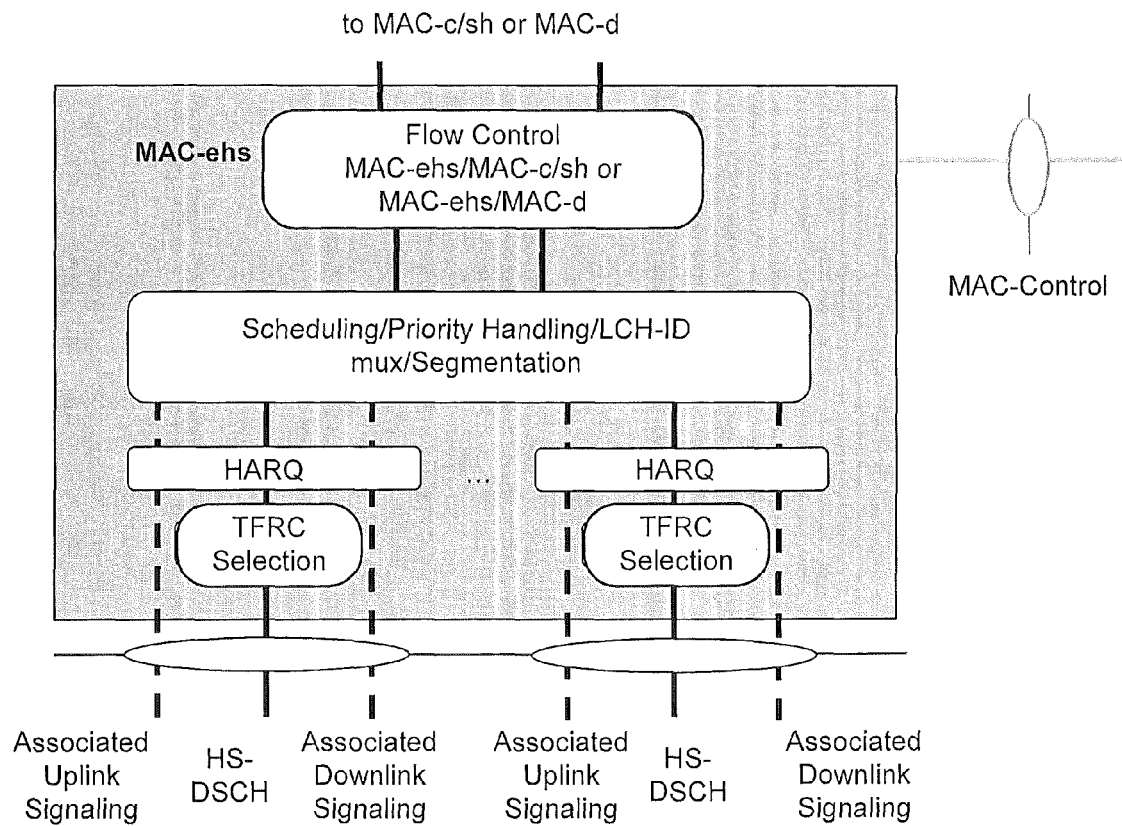 to MAC-c/sh or MAC-d
MAC-ehs
Flow Control
MAC-ehs/MAC-c/sh or
MAC-ehs/MAC-d
MAC-Control
Scheduling/Priority Handling/LCH-ID
mux/Segmentation
HARQ
...
HARQ
TFRC
Selection
TFRC
Selection
Associated
Uplink
Signaling
HS-
DSCH
Associated
Downlink
Signaling
Associated
Uplink
Signaling
HS-
DSCH
Associated
Downlink
Signaling